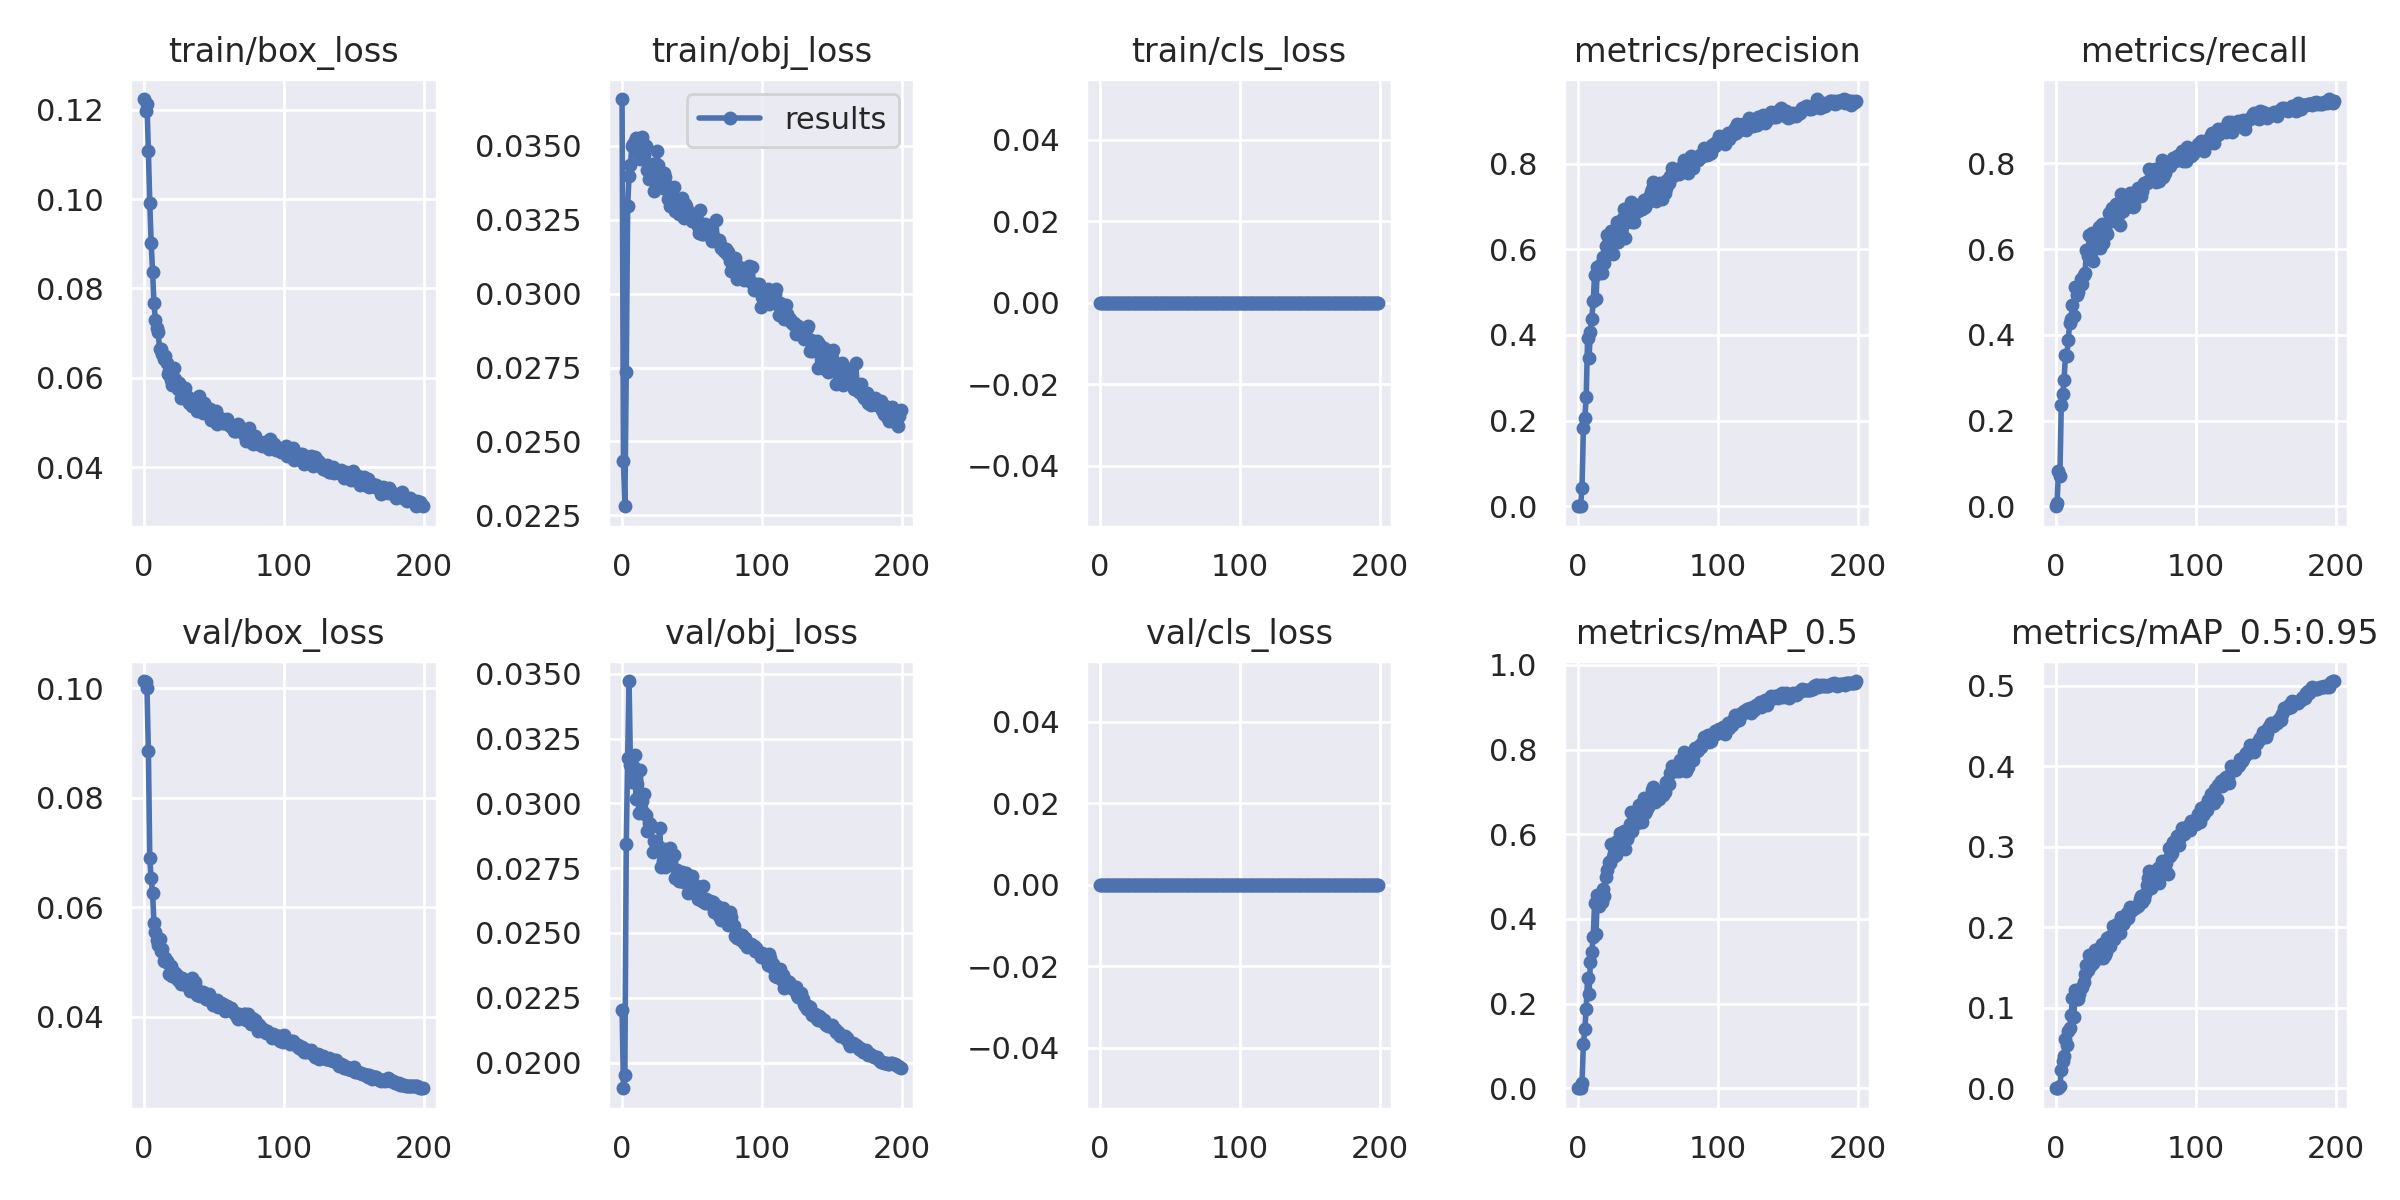 train/box_loss
0.12
0.10
0.08
0.06
0.04
0 100 200
train/obj_loss
results
0.0350
0.0325
0.0300
0.0275
0.0250
0.0225
0 100 200
train/cls_loss
0.04
0.02
0.00
−0.02
−0.04
0 100 200
metrics/precision
0.8
0.6
0.4
0.2
0.0
0 100 200
metrics/recall
0.8
0.6
0.4
0.2
0.0
0 100 200
val/box_loss
0.10
0.08
0.06
0.04
0 100 200
val/obj_loss
0.0350
0.0325
0.0300
0.0275
0.0250
0.0225
0.0200
0 100 200
val/cls_loss
0.04
0.02
0.00
−0.02
−0.04
0 100 200
metrics/mAP_0.5
1.0
0.8
0.6
0.4
0.2
0.0
0 100 200
metrics/mAP_0.5:0.95
0.5
0.4
0.3
0.2
0.1
0.0
0 100 200